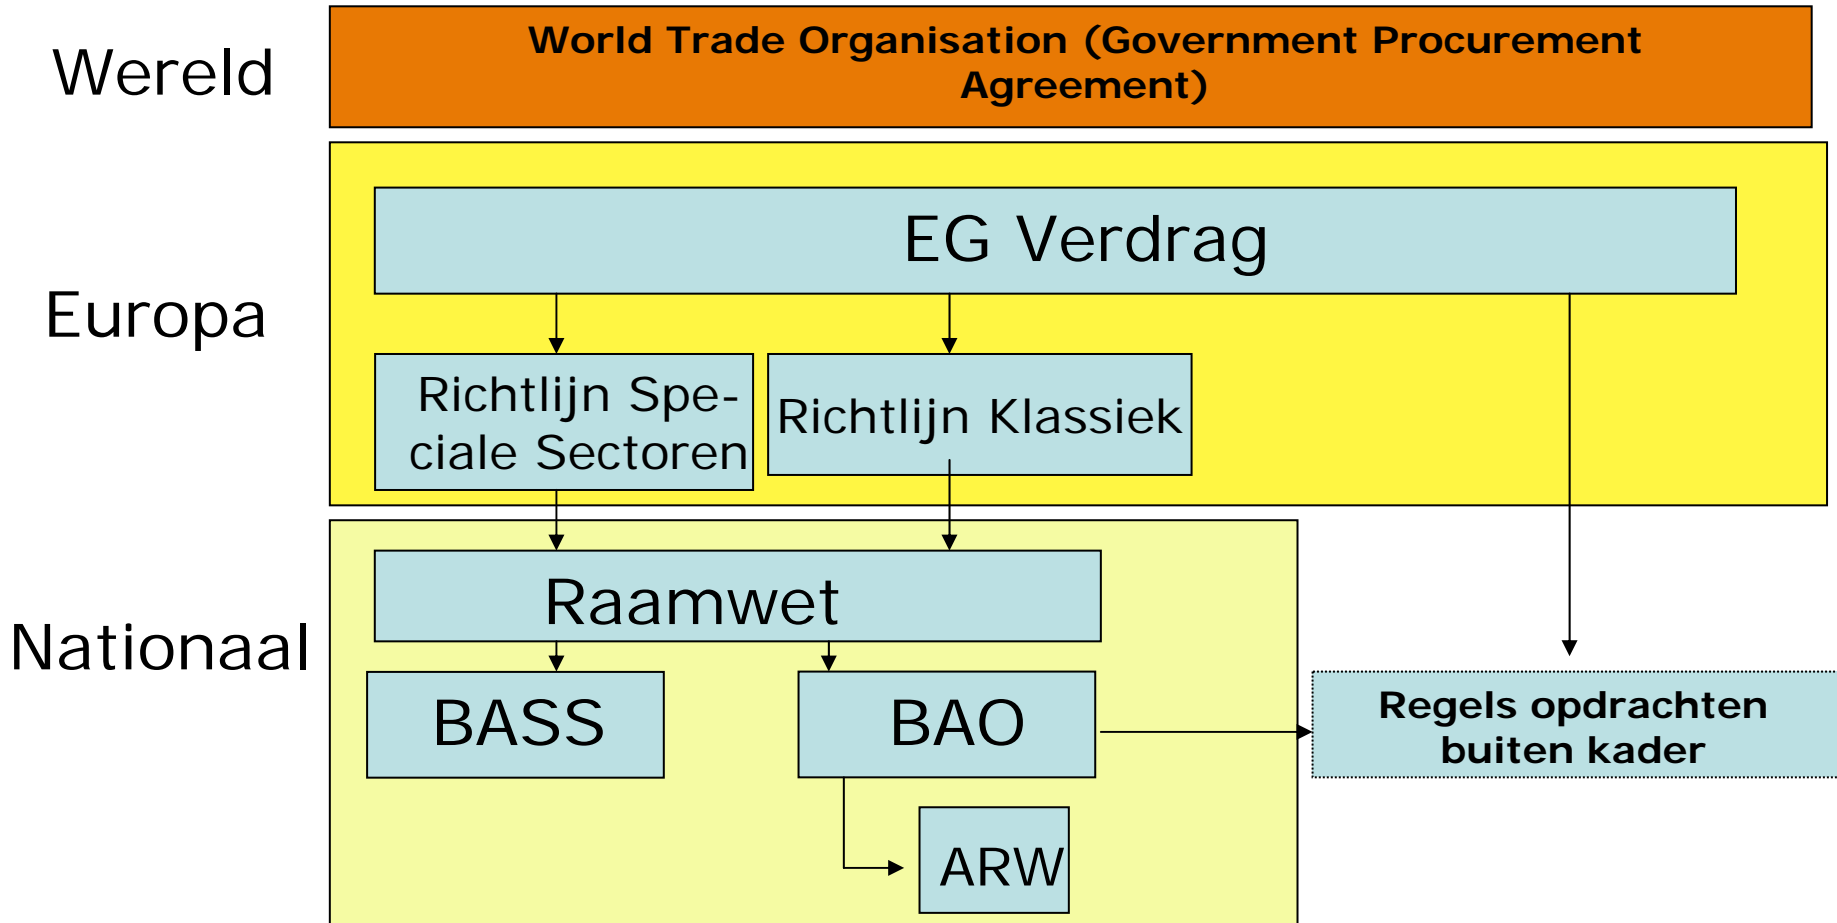 Wereld
World Trade Organisation (Government Procurement
Agreement)
Europa
EG Verdrag
Richtlijn Spe-
ciale Sectoren
Richtlijn Klassiek
Nationaal
Raamwet
BASS
BAO
Regels opdrachten
buiten kader
ARW